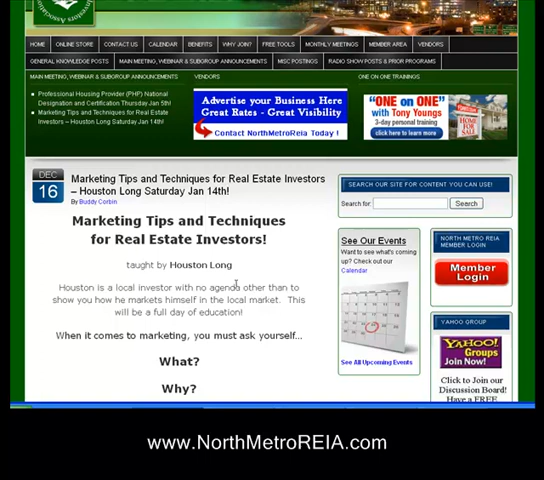 HOME ONLINE STORE CONTACT US CALENDAR BENEFITS WHY JOIN? FREE TOOLS MONTHLY MEETINGS MEMBER AREA VENDORS
GENERAL KNOWLEDGE POSTS MAIN MEETING, WEBINAR & SUBGROUP ANNOUNCEMENTS MISC POSTINGS RADIO SHOW POSTS & PRIOR PROGRAMS
MAIN MEETING, WEBINAR & SUBGROUP ANNOUNCEMENTS
Professional Housing Provider (PHP) National
Designation and Certification Thursday Jan 5th!
Marketing Tips and Techniques for Real Estate
Investors – Houston Long Saturday Jan 14th!
VENDORS
Advertise your Business Here
Great Rates - Great Visibility
Contact NorthMetroReia Today !
ONE ON ONE TRAININGS
"ONE on ONE"
with Tony Youngs
3-day personal training
click here to learn more
HOME
FOR
SALE
DEC
16
Marketing Tips and Techniques for Real Estate Investors
– Houston Long Saturday Jan 14th!
By Buddy Corbin
Marketing Tips and Techniques
for Real Estate Investors!
taught by Houston Long
Houston is a local investor with no agenda other than to
show you how he markets himself in the local market. This
will be a full day of education!
When it comes to marketing, you must ask yourself...
What?
Why?
SEARCH OUR SITE FOR CONTENT YOU CAN USE!
Search for:
Search
See Our Events
Want to see what's coming
up? Check out our
Calendar
See All Upcoming Events
NORTH METRO REIA
MEMBER LOGIN
Member
Login
YAHOO GROUP
YAHOO!
Groups
Join Now!
Click to Join our
Discussion Board!
Have a FREE
www.NorthMetroREIA.com